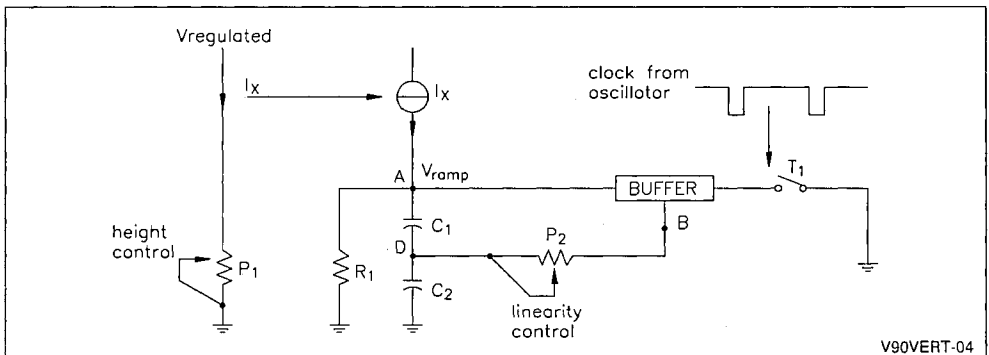 Vregulated
Ix
Ix
clock from
oscillator
A
Vramp
BUFFER
T1
B
C1
height
control
P1
R1
D
P2
C2
linearity
control
V90VERT-04